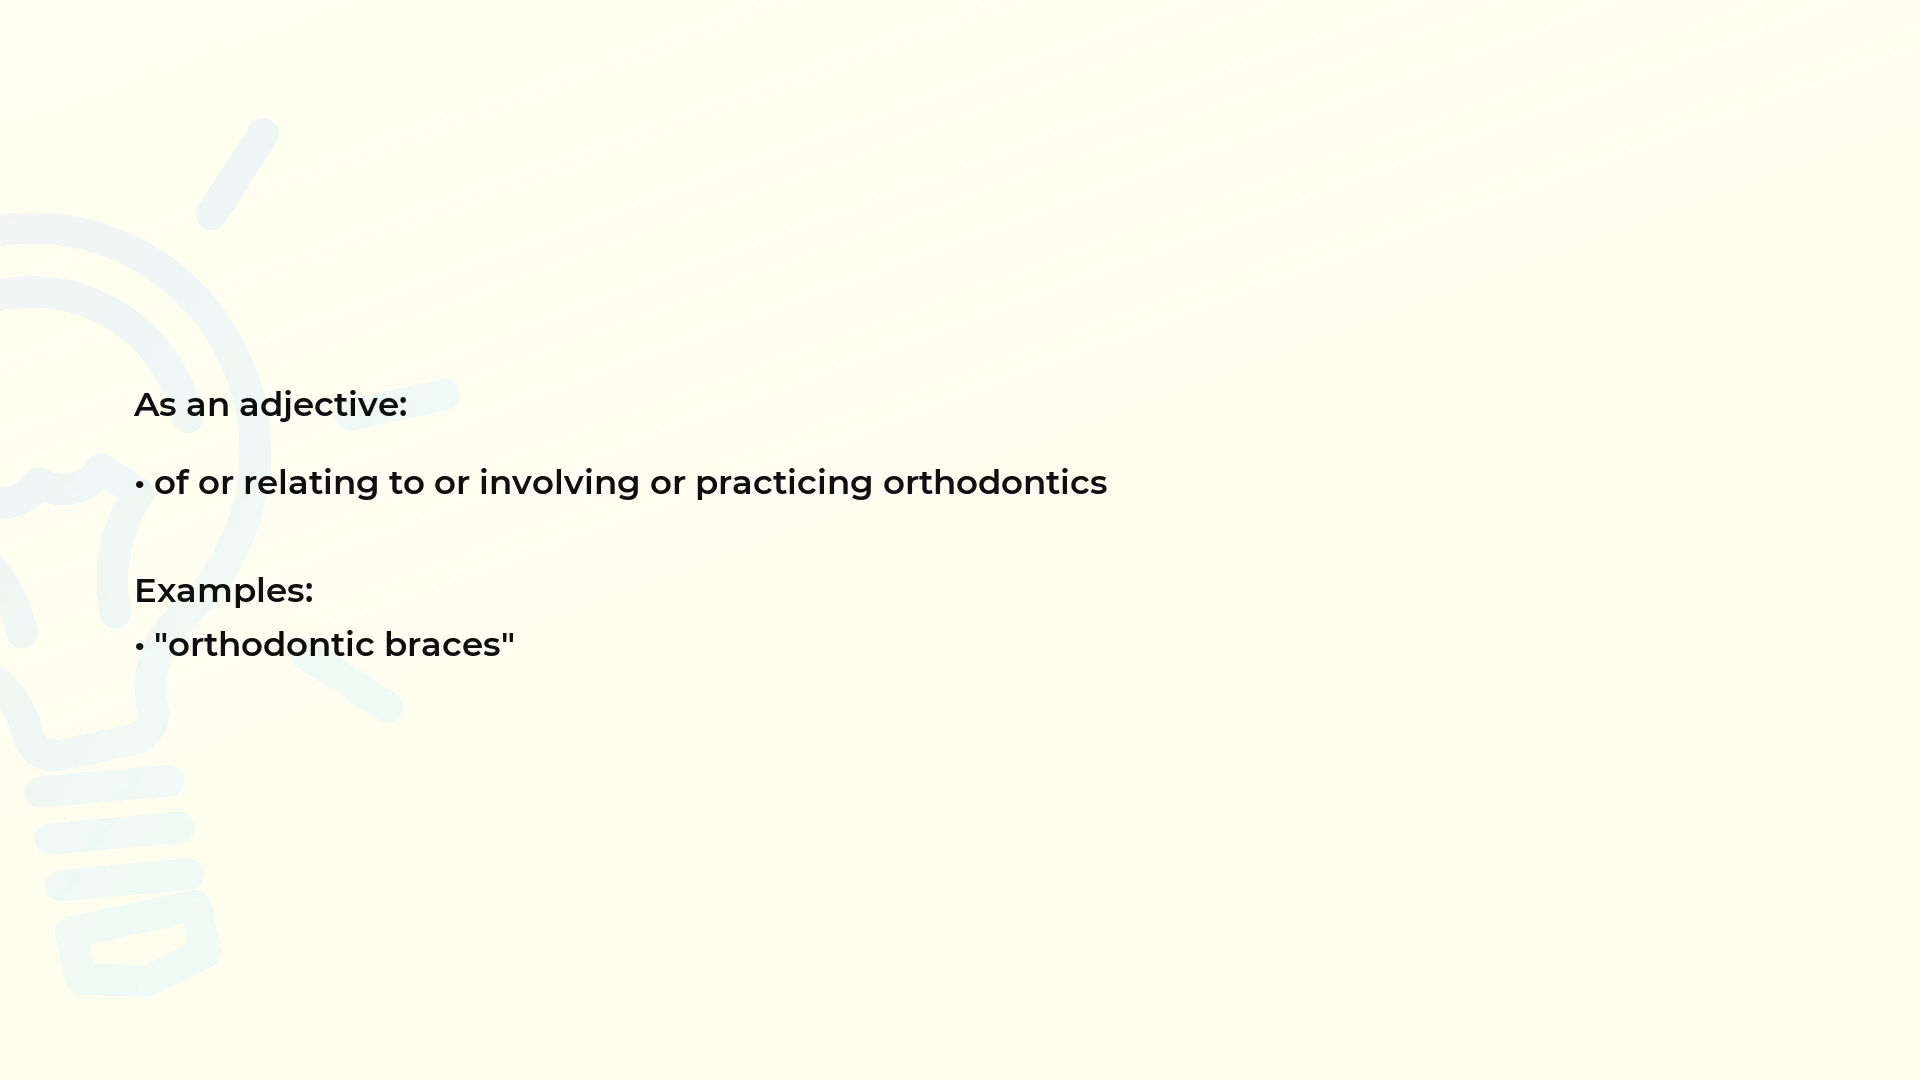 As an adjective:
• of or relating to or involving or practicing orthodontics
Examples:
• "orthodontic braces"